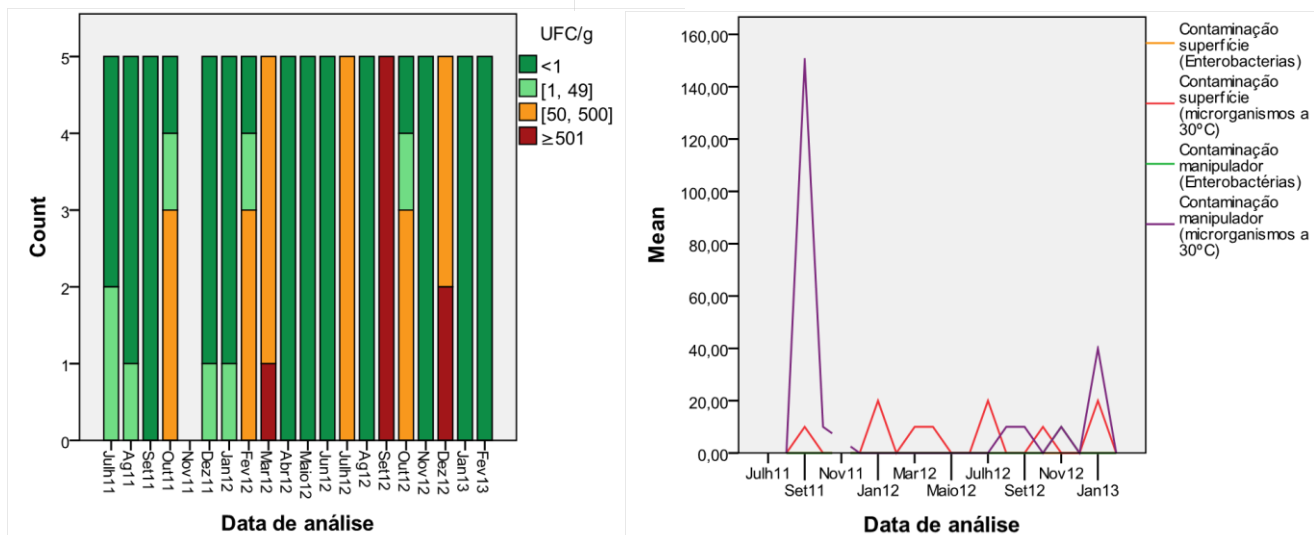 UFC/g
<1
[1, 49]
[50, 500]
≥501
Count
5
4
3
2
1
0
Julh11
Ag11
Set11
Out11
Nov11
Dez11
Jan12
Fev12
Mar12
Abr12
Maio12
Jun12
Julh12
Ag12
Set12
Out12
Nov12
Dez12
Jan13
Fev13
Data de análise
Mean
160,00
140,00
120,00
100,00
80,00
60,00
40,00
20,00
0,00
Julh11
Set11
Nov11
Jan12
Mar12
Maio12
Julh12
Set12
Nov12
Jan13
Data de análise
Contaminação
superfície
(Enterobacterias)
Contaminação
superfície
(microrganismos a
30ºC)
Contaminação
manipulador
(Enterobactérias)
Contaminação
manipulador
(microrganismos a
30ºC)